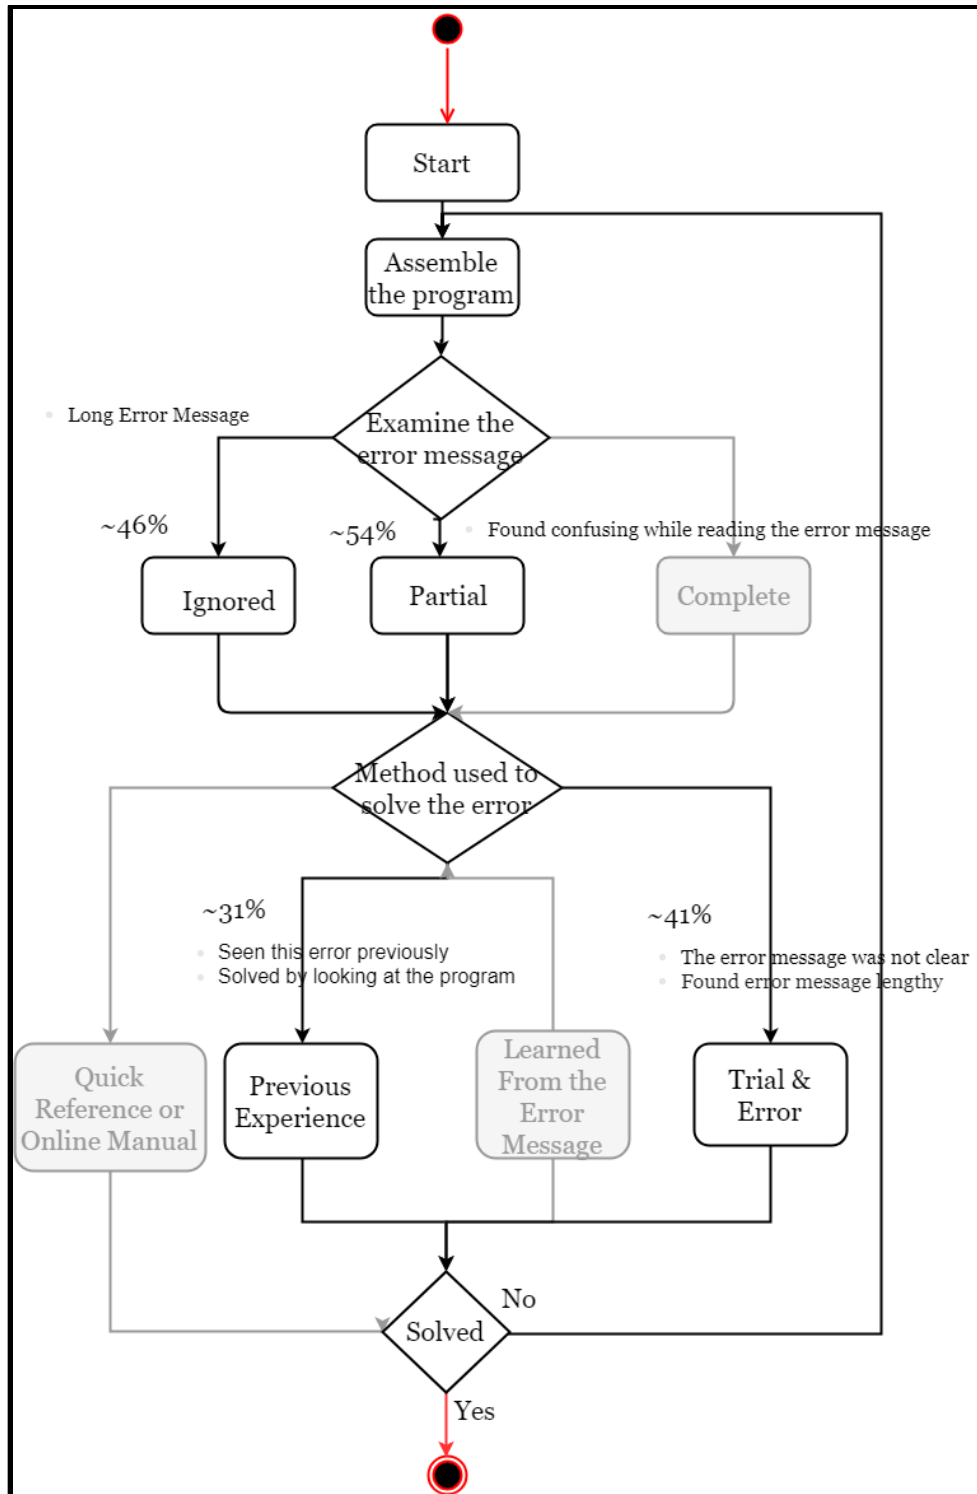 Start
Assemble
the program
Long Error Message
Examine the
error message
~46%
~54%
Found confusing while reading the error message
Ignored
Partial
Complete
Method used to
solve the error
~31%
Seen this error previously
Solved by looking at the program
~41%
The error message was not clear
Found error message lengthy
Quick
Reference or
Online Manual
Previous
Experience
Learned
From the
Error
Message
Trial &
Error
No
Solved
Yes